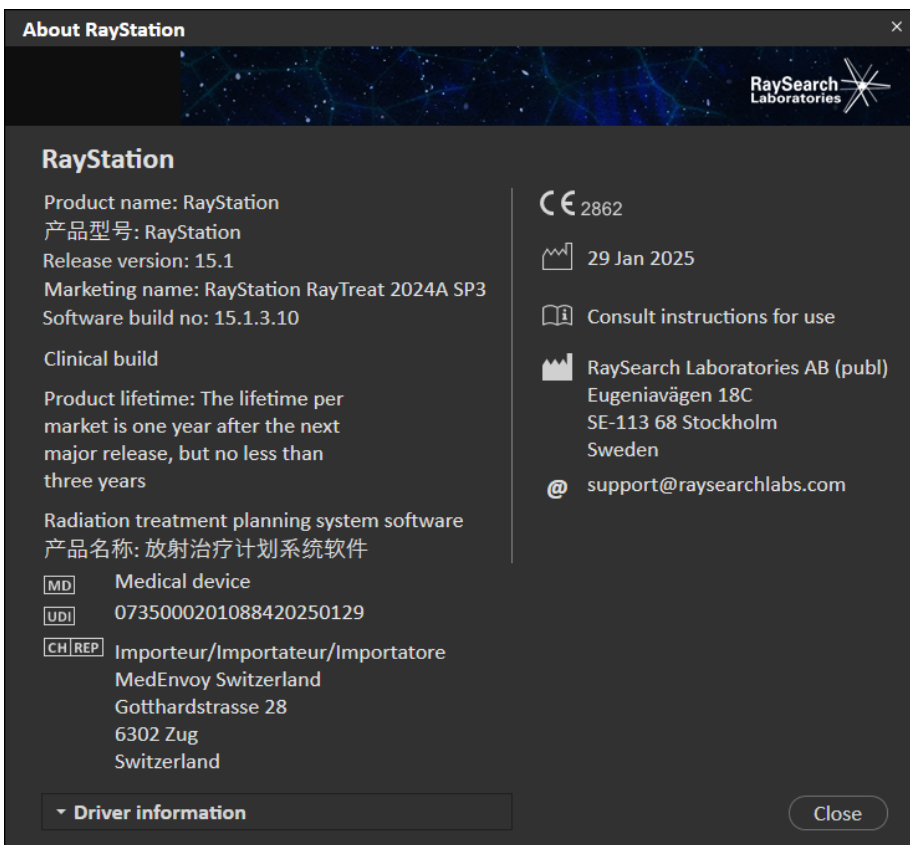 About RayStation
RaySearch
Laboratories
RayStation
Product name: RayStation
产品型号: RayStation
Release version: 15.1
Marketing name: RayStation RayTreat 2024A SP3
Software build no: 15.1.3.10
Clinical build
Product lifetime: The lifetime per
market is one year after the next
major release, but no less than
three years
Radiation treatment planning system software
产品名称: 放射治疗计划系统软件
MD Medical device
UDI 0735000201088420250129
CH REP Importeur/Importateur/Importatore
MedEnvoy Switzerland
Gotthardstrasse 28
6302 Zug
Switzerland
CE 2862
29 Jan 2025
Consult instructions for use
RaySearch Laboratories AB (publ)
Eugeniavägen 18C
SE-113 68 Stockholm
Sweden
@ support@raysearchlabs.com
Driver information
Close